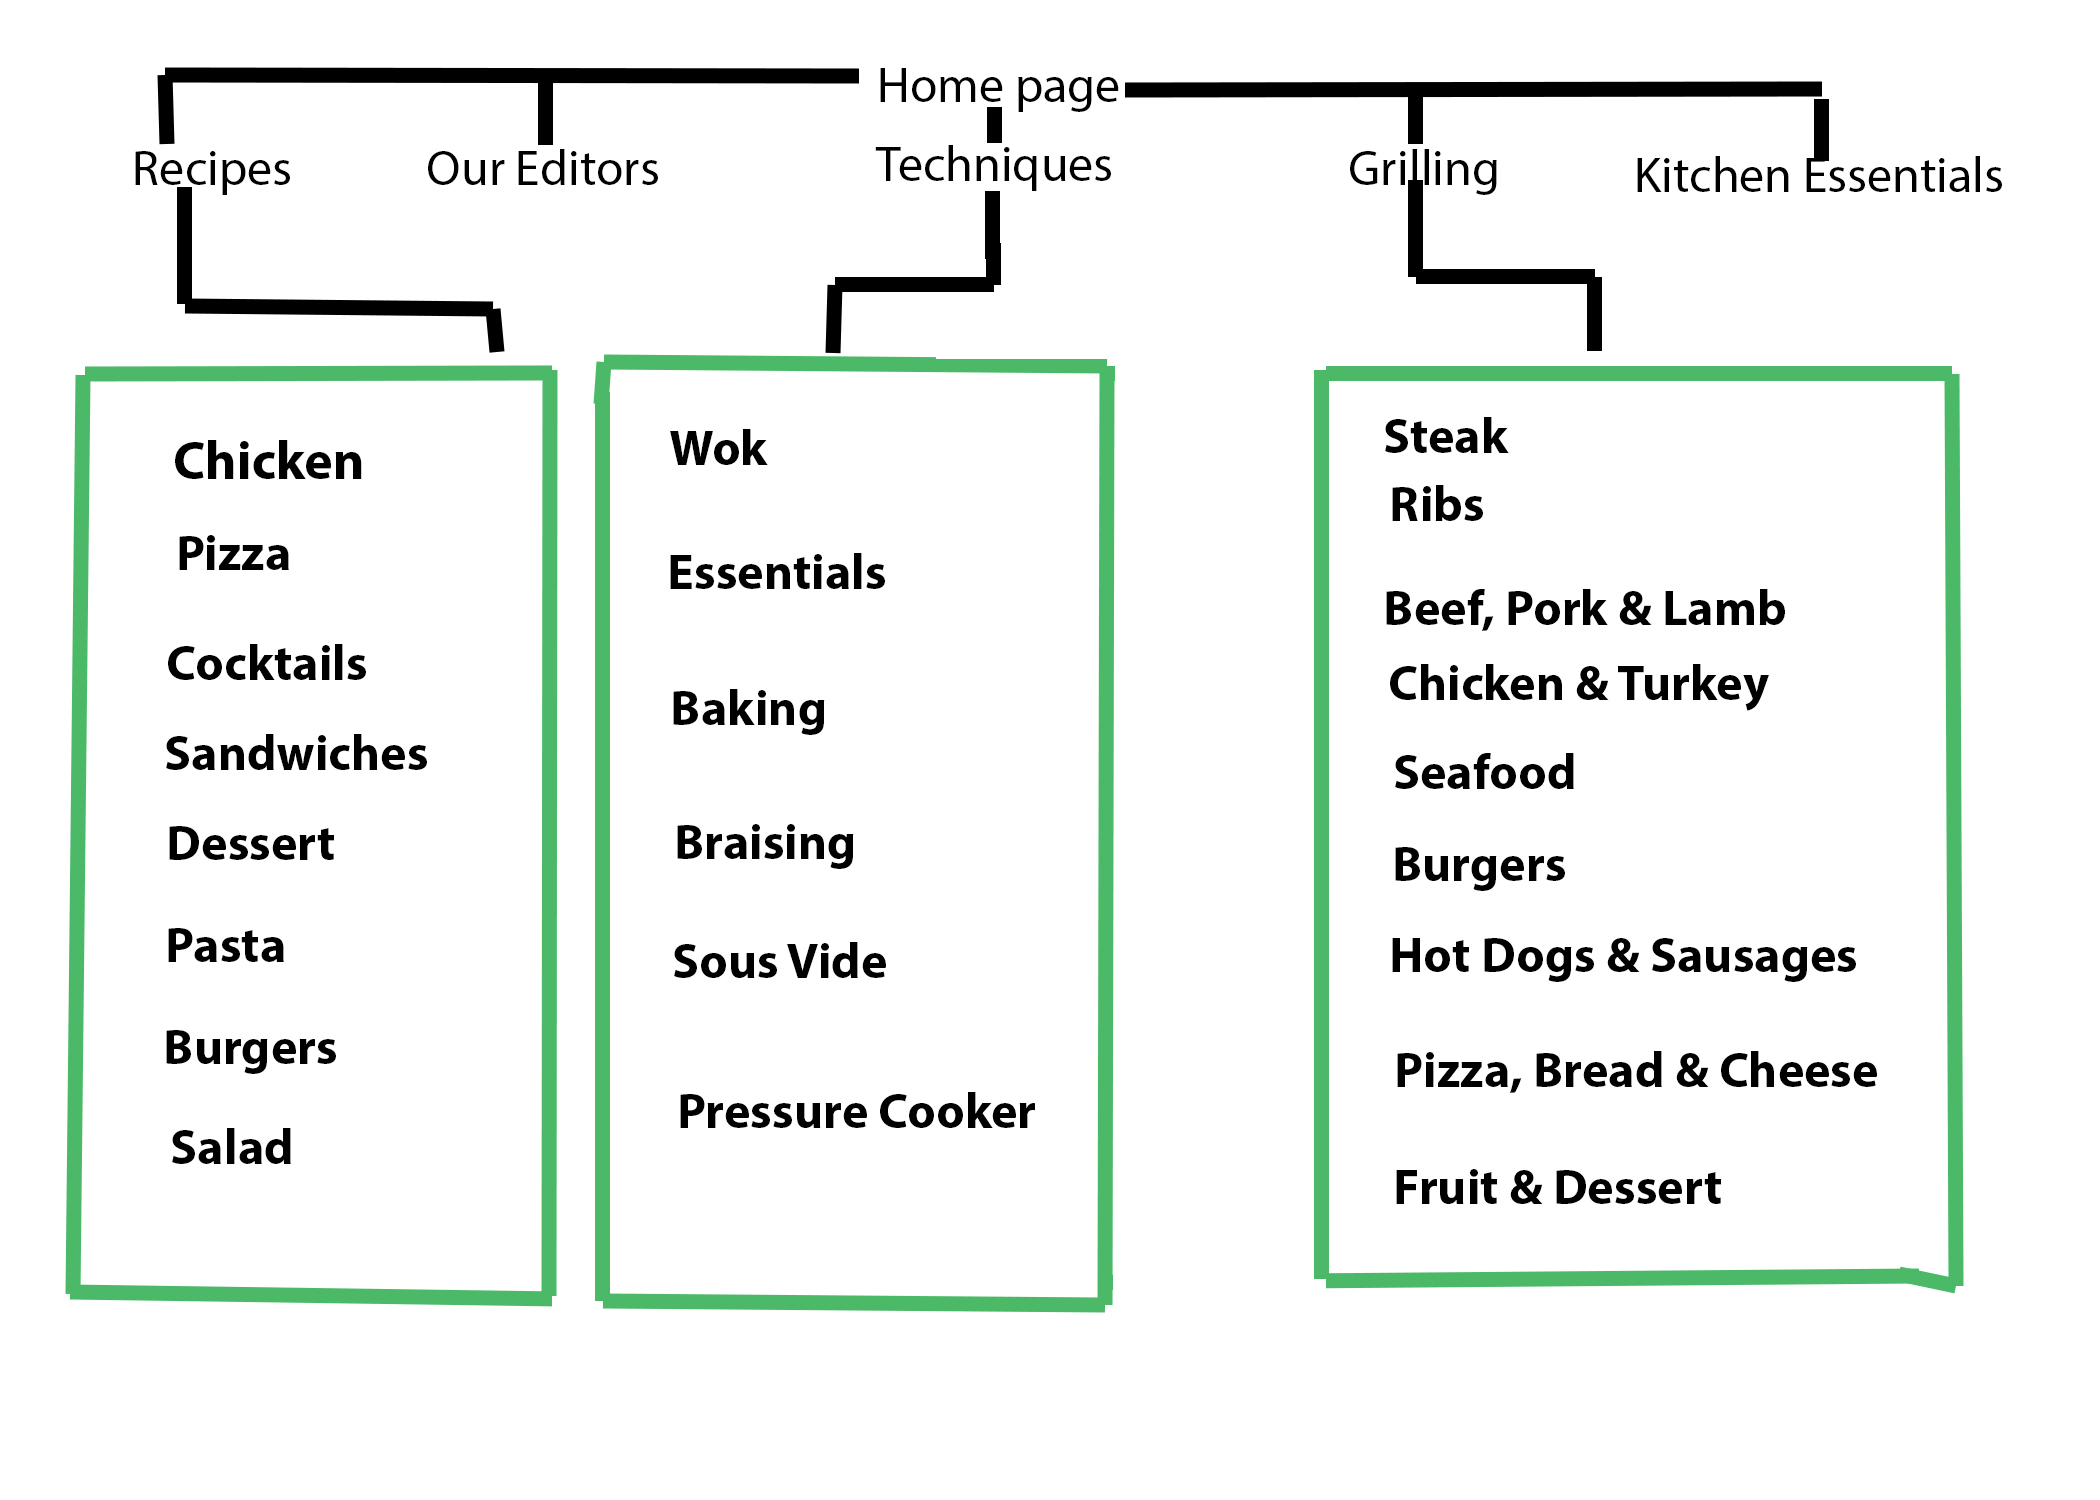 Home page
Recipes
Our Editors
Techniques
Grilling
Kitchen Essentials
Chicken
Pizza
Cocktails
Sandwiches
Dessert
Pasta
Burgers
Salad
Wok
Essentials
Baking
Braising
Sous Vide
Pressure Cooker
Steak
Ribs
Beef, Pork & Lamb
Chicken & Turkey
Seafood
Burgers
Hot Dogs & Sausages
Pizza, Bread & Cheese
Fruit & Dessert